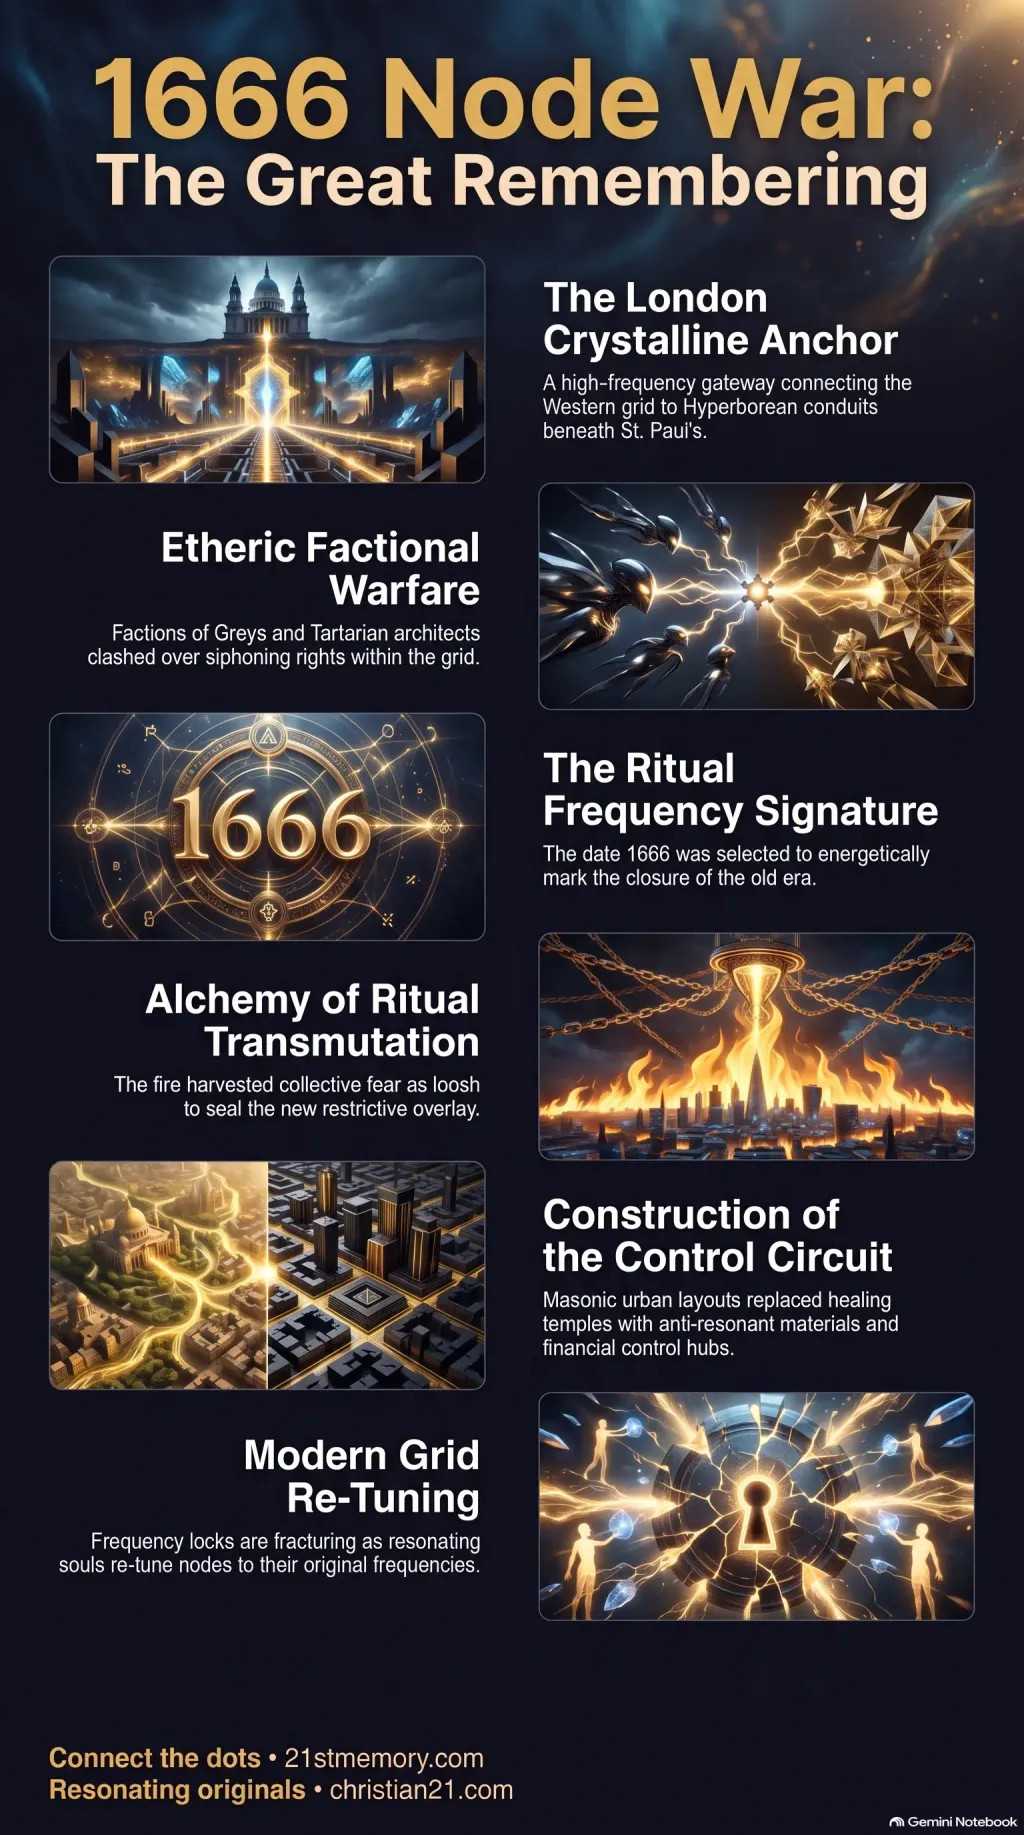 1666 Node War:
The Great Remembering
The London
Crystalline Anchor
A high-frequency gateway connecting the
Western grid to Hyperborean conduits
beneath St. Paul's.
Etheric Factional
Warfare
Factions of Greys and Tartarian architects
clashed over siphoning rights within the grid.
1666
The Ritual
Frequency Signature
The date 1666 was selected to energetically
mark the closure of the old era.
Alchemy of Ritual
Transmutation
The fire harvested collective fear as loosh
to seal the new restrictive overlay.
Construction of
the Control Circuit
Masonic urban layouts replaced healing
temples with anti-resonant materials and
financial control hubs.
Modern Grid
Re-Tuning
Frequency locks are fracturing as resonating
souls re-tune nodes to their original frequencies.
Connect the dots • 21stmemory.com
Resonating originals • christian21.com
Gemini Notebook